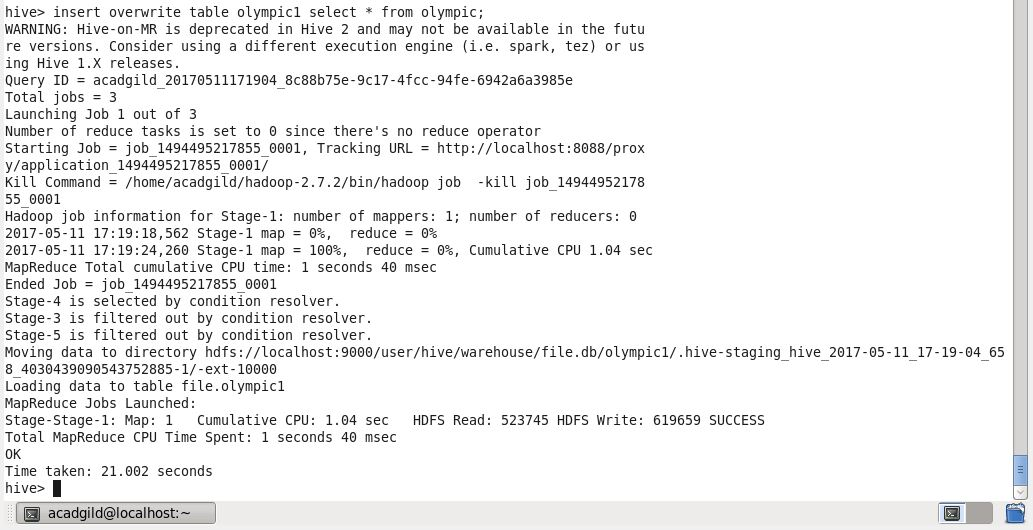 hive> insert overwrite table olympic1 select * from olympic;
WARNING: Hive-on-MR is deprecated in Hive 2 and may not be available in the futu
re versions. Consider using a different execution engine (i.e. spark, tez) or us
ing Hive 1.X releases.
Query ID = acadgild_20170511171904_8c88b75e-9c17-4fcc-94fe-6942a6a3985e
Total jobs = 3
Launching Job 1 out of 3
Number of reduce tasks is set to 0 since there's no reduce operator
Starting Job = job_1494495217855_0001, Tracking URL = http://localhost:8088/prox
y/application_1494495217855_0001/
Kill Command = /home/acadgild/hadoop-2.7.2/bin/hadoop job  -kill job_14944952178
55_0001
Hadoop job information for Stage-1: number of mappers: 1; number of reducers: 0
2017-05-11 17:19:18,562 Stage-1 map = 0%,  reduce = 0%
2017-05-11 17:19:24,260 Stage-1 map = 100%,  reduce = 0%, Cumulative CPU 1.04 sec
MapReduce Total cumulative CPU time: 1 seconds 40 msec
Ended Job = job_1494495217855_0001
Stage-4 is selected by condition resolver.
Stage-3 is filtered out by condition resolver.
Stage-5 is filtered out by condition resolver.
Moving data to directory hdfs://localhost:9000/user/hive/warehouse/file.db/olympic1/.hive-staging_hive_2017-05-11_17-19-04_65
8_4030439090543752885-1/-ext-10000
Loading data to table file.olympic1
MapReduce Jobs Launched:
Stage-Stage-1: Map: 1   Cumulative CPU: 1.04 sec   HDFS Read: 523745 HDFS Write: 619659 SUCCESS
Total MapReduce CPU Time Spent: 1 seconds 40 msec
OK
Time taken: 21.002 seconds
hive>
acadgild@localhost:~